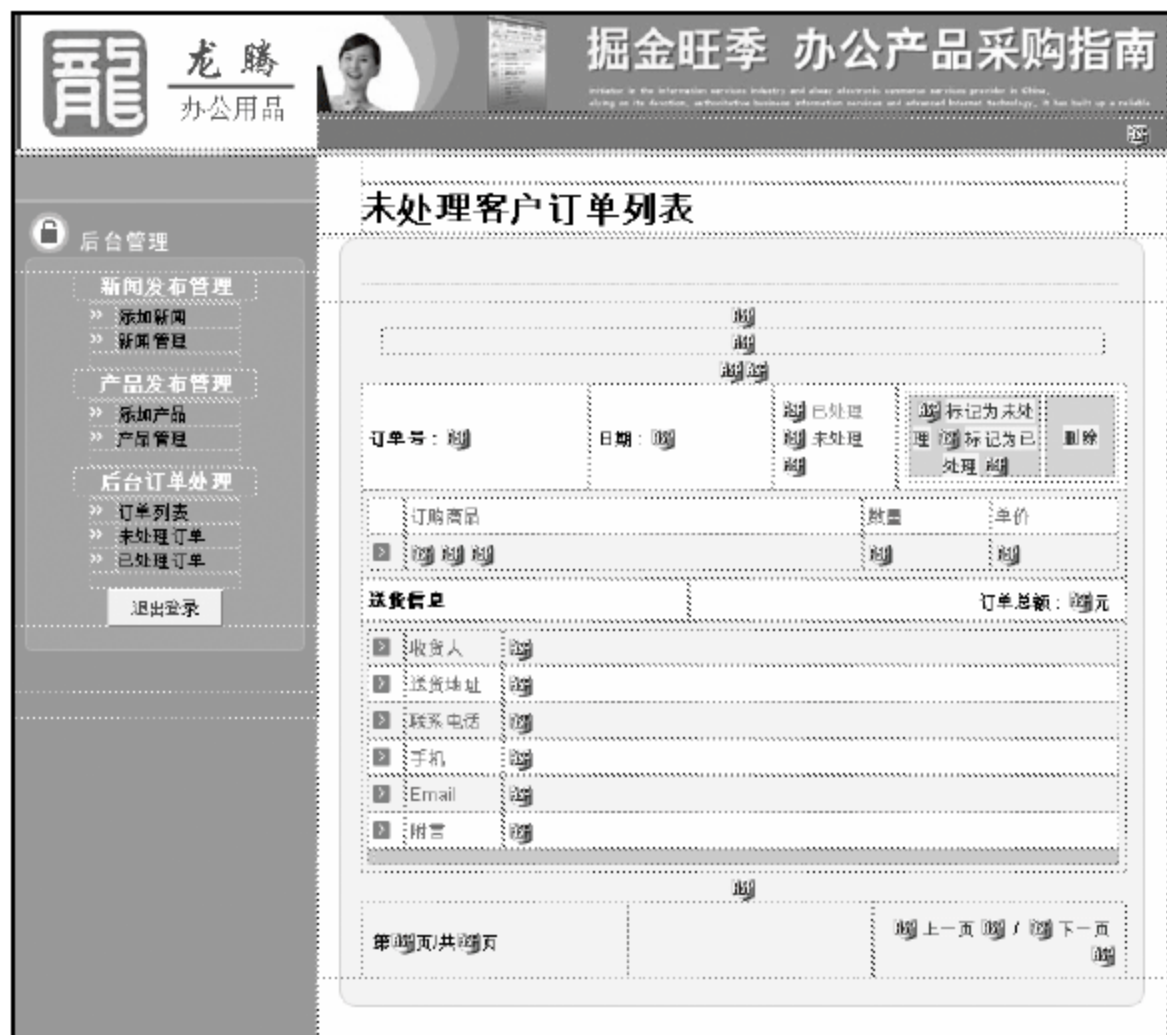 龍
龙腾
办公用品
掘金旺季 办公产品采购指南
未处理客户订单列表
后台管理
新闻发布管理
添加新闻
新闻管理
产品发布管理
添加产品
产品管理
后台订单处理
订单列表
未处理订单
已处理订单
退出登录
订单号：
日期：
已处理
未处理
标记为未处
理 标记为已
处理
删除
订购商品 数量 单价
送货信息 订单总额： 元
收货人
送货地址
联系电话
手机
Email
附言
第 页/共 页
上一页 / 下一页